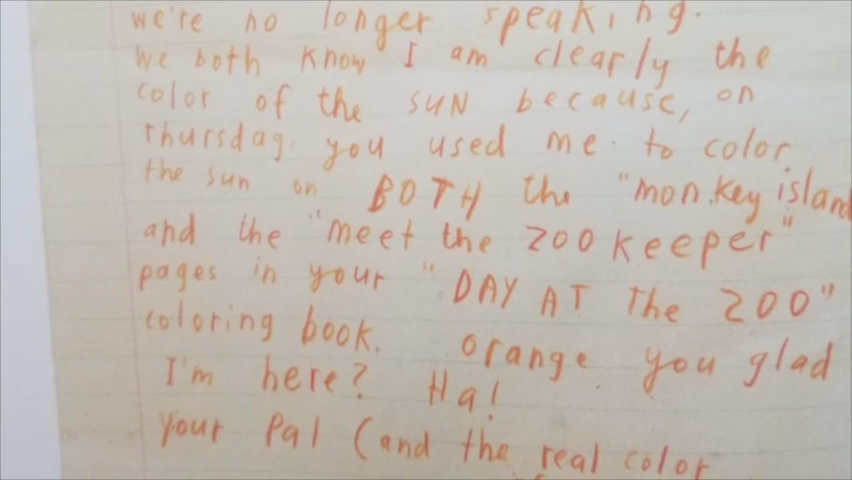 we're no longer speaking.
We both know I am clearly the
color of the SUN because, on
Thursday, you used me to color
the sun on BOTH the "monkey island
and the "meet the zookeeper"
pages in your "DAY AT The ZOO"
coloring book. orange you glad
I'm here? Ha!
your Pal (and the real color